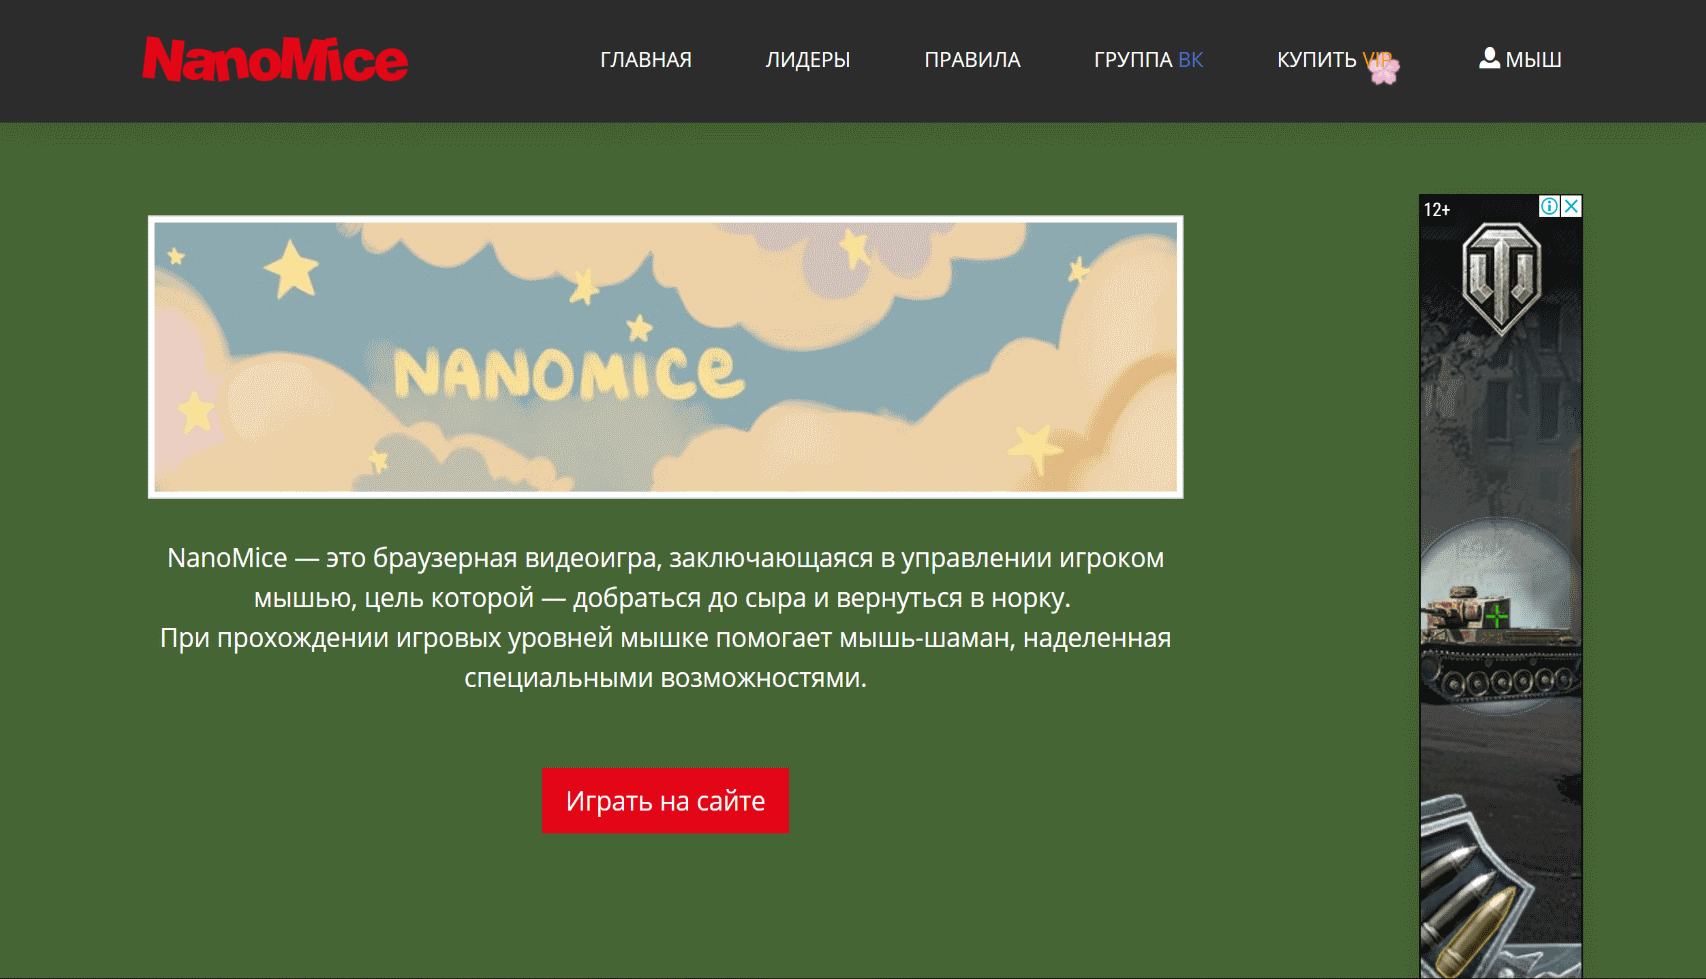 NanoMice
ГЛАВНАЯ
ЛИДЕРЫ
ПРАВИЛА
ГРУППА ВК
КУПИТЬ VIP
МЫШ
12+
NANOMICE
NanoMice — это браузерная видеоигра, заключающаяся в управлении игроком
мышью, цель которой — добраться до сыра и вернуться в норку.
При прохождении игровых уровней мышке помогает мышь-шаман, наделенная
специальными возможностями.
Играть на сайте